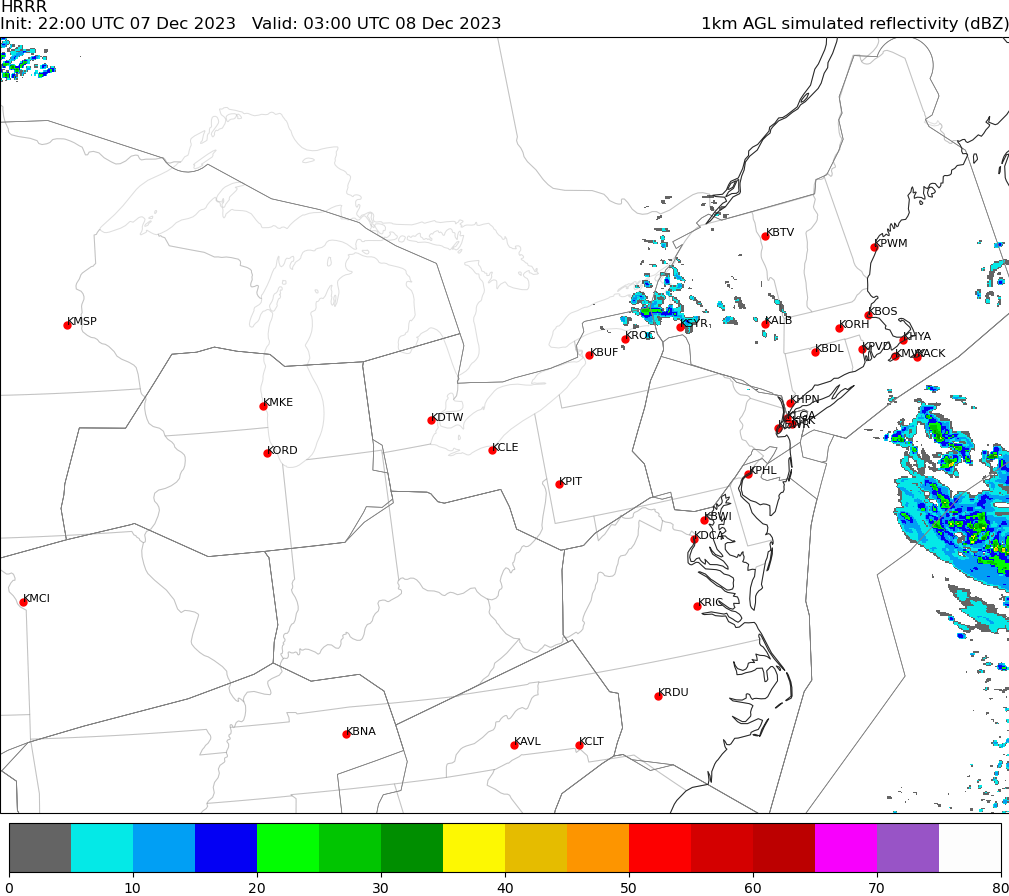 HRRR
Init: 22:00 UTC 07 Dec 2023 Valid: 03:00 UTC 08 Dec 2023 1km AGL simulated reflectivity (dBZ)
KBTV
KPWM
KMSP
KSYR
KALB
KBOS
KORH
KROC
KHYA
KBUF
KBDL
KPVD
KACK
KMKE
KHPN
KDTW
KLGA
KORD
KCLE
KPHL
KPIT
KBWI
KDCA
KMCI
KRIC
KRDU
KBNA
KAVL
KCLT
0 10 20 30 40 50 60 70 80